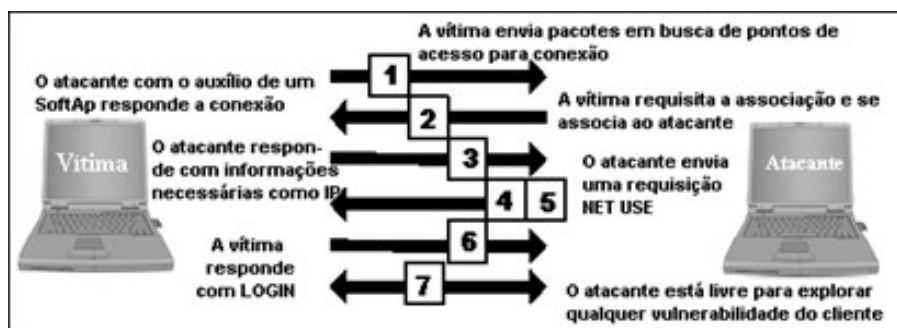 A vítima envia pacotes em busca de pontos de
acesso para conexão
1
O atacante com o auxílio de um
SoftAp responde a conexão
2
A vítima requisita a associação e se
associa ao atacante
Vítima
Atacante
O atacante respon-
de com informações
necessárias como IP
3
O atacante envia
uma requisição
NET USE
4
5
A vítima
responde
com LOGIN
6
7
O atacante está livre para explorar
qualquer vulnerabilidade do cliente